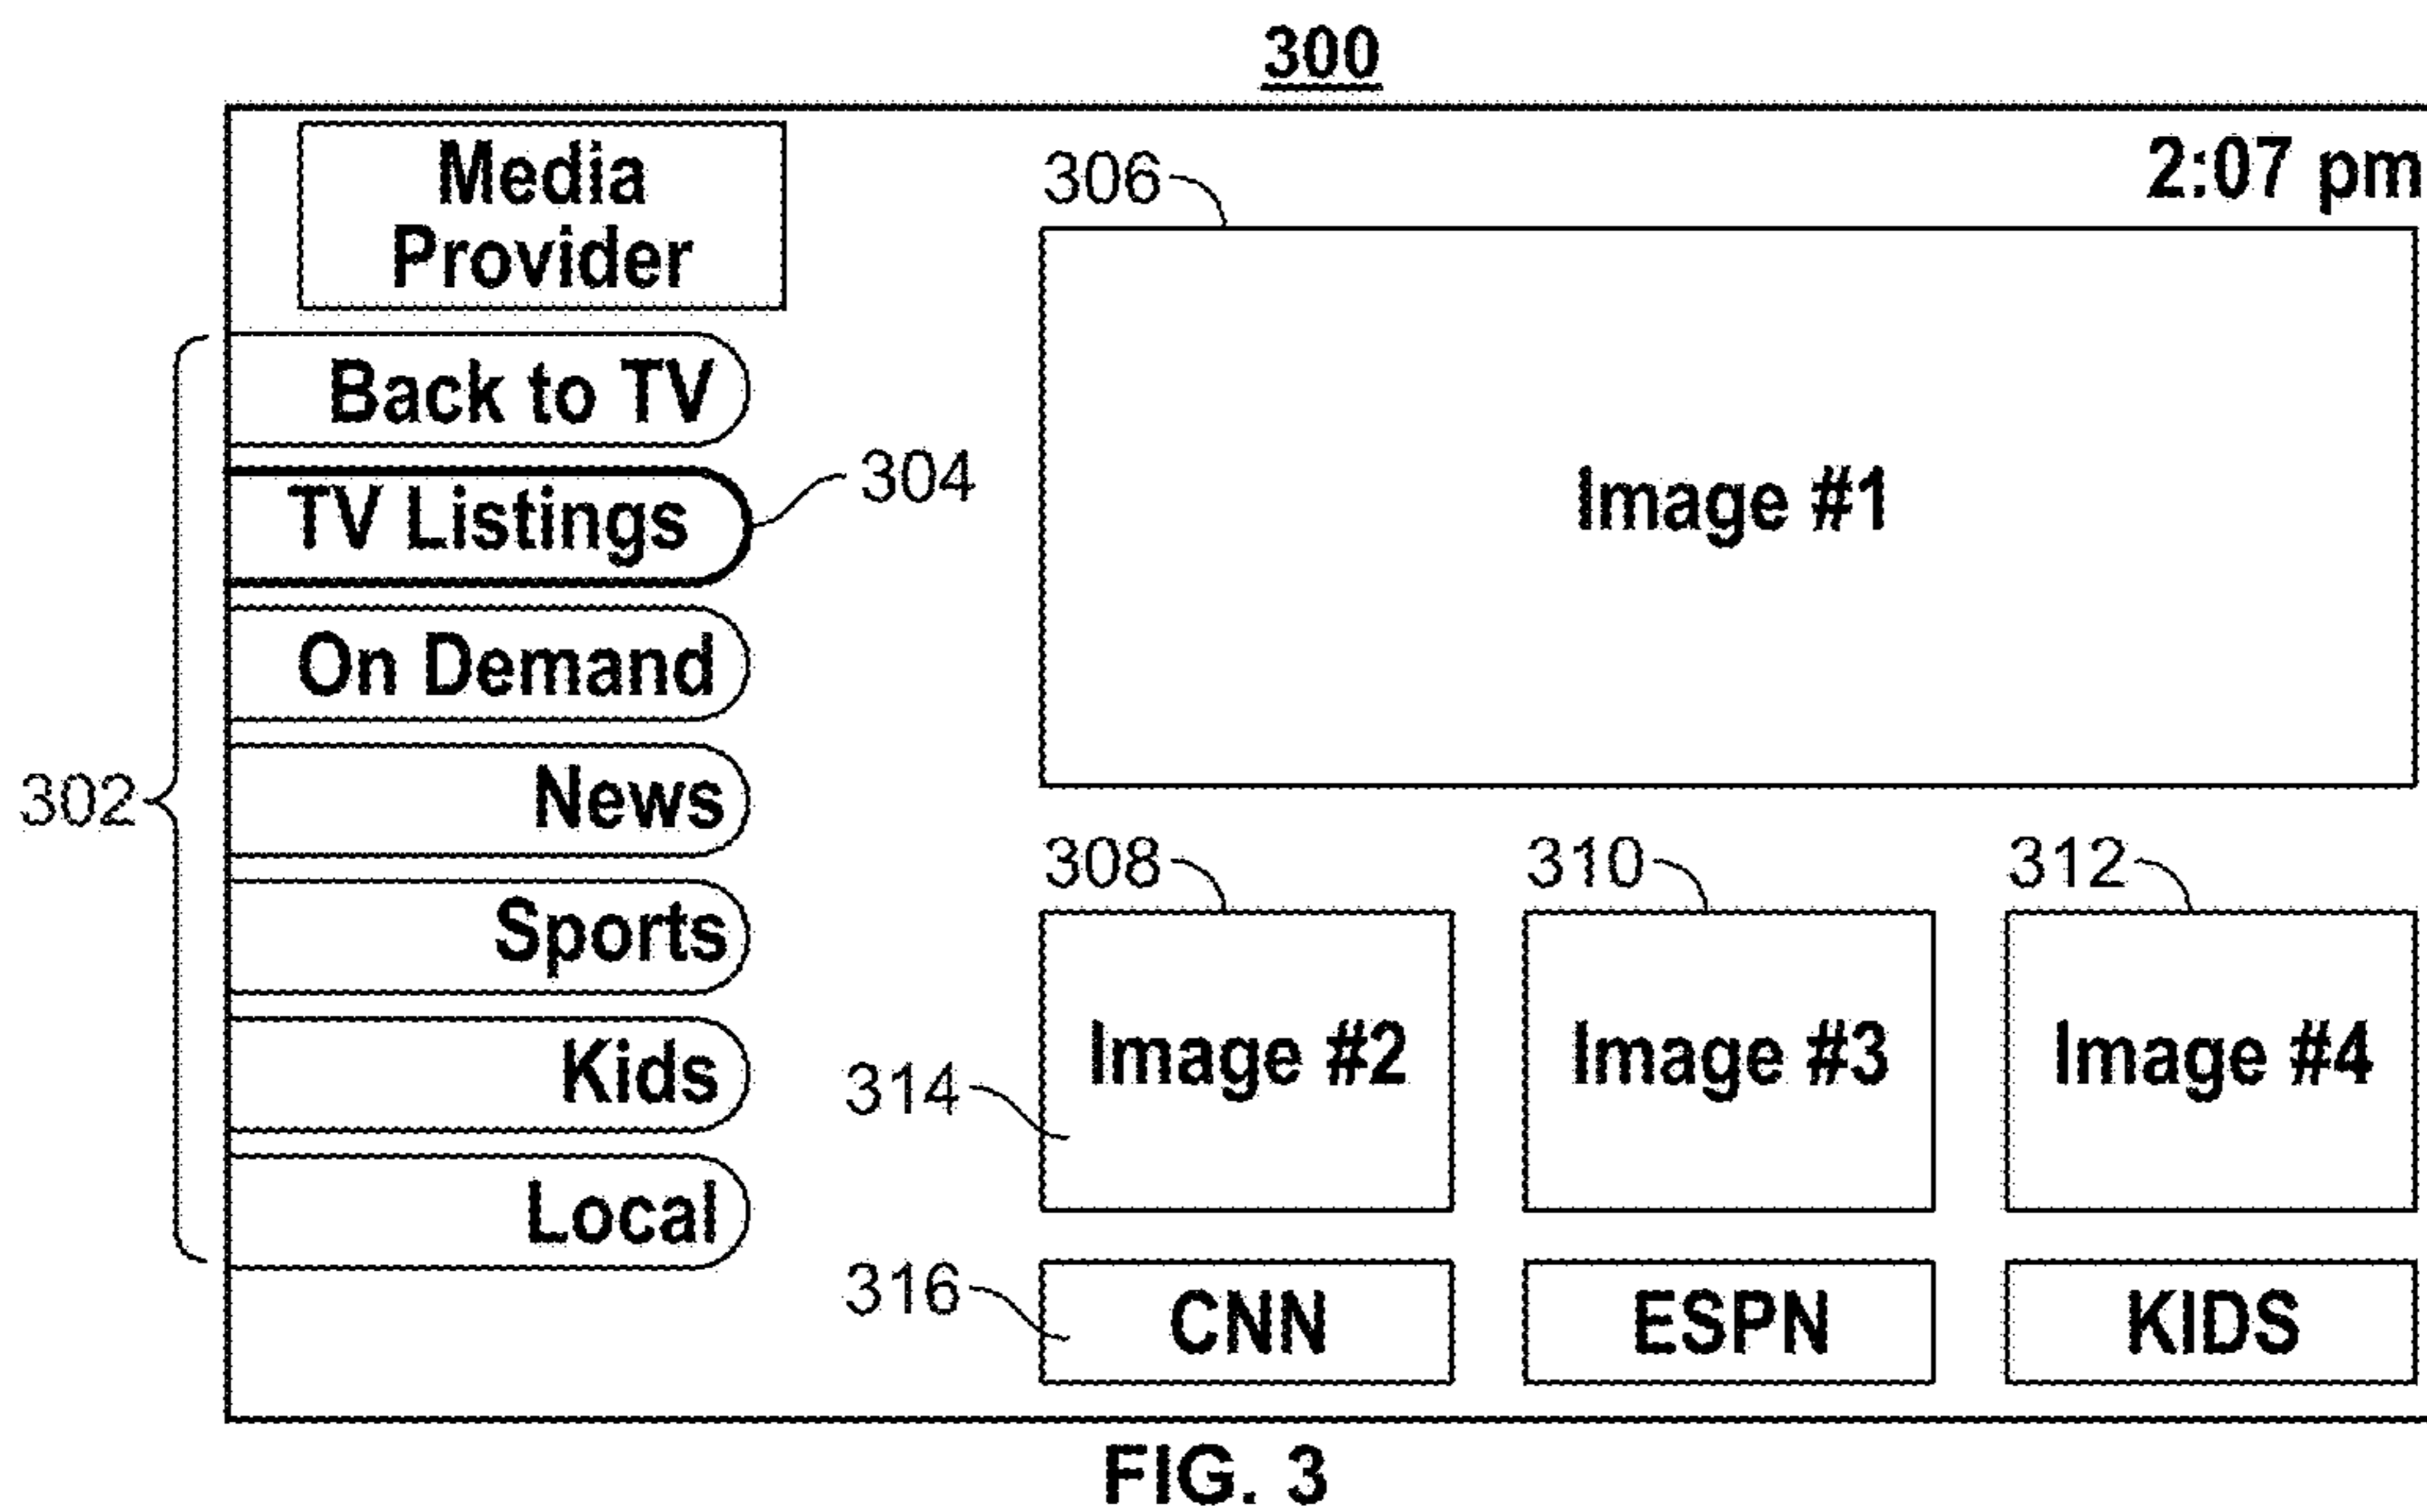 300
Media
Provider
2:07 pm
306
Back to TV
304
TV Listings
Image #1
On Demand
302
News
308
310
312
Sports
Image #2
Image #3
Image #4
314
Kids
Local
316
CNN
ESPN
KIDS
FIG. 3